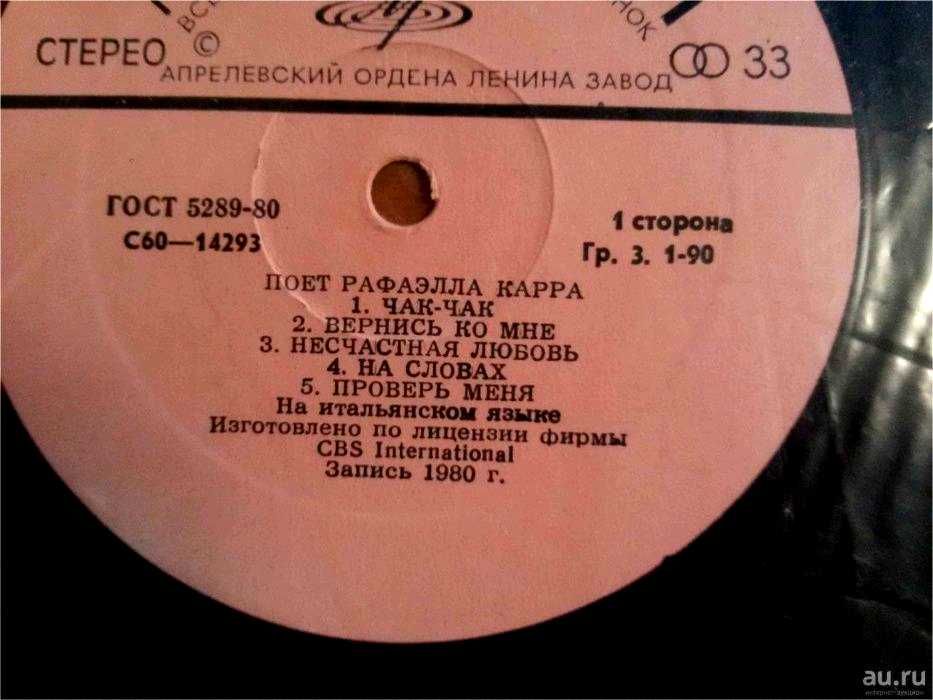 СТЕРЕО
©
33
АПРЕЛЕВСКИЙ ОРДЕНА ЛЕНИНА ЗАВОД
ГОСТ 5289-80
С60—14293
1 сторона
Гр. 3. 1-90
ПОЕТ РАФАЭЛЛА КАРРА
1. ЧАК-ЧАК
2. ВЕРНИСЬ КО МНЕ
3. НЕСЧАСТНАЯ ЛЮБОВЬ
4. НА СЛОВАХ
5. ПРОВЕРЬ МЕНЯ
На итальянском языке
Изготовлено по лицензии фирмы
CBS International
Запись 1980 г.
au.ru
интернет-аукцион